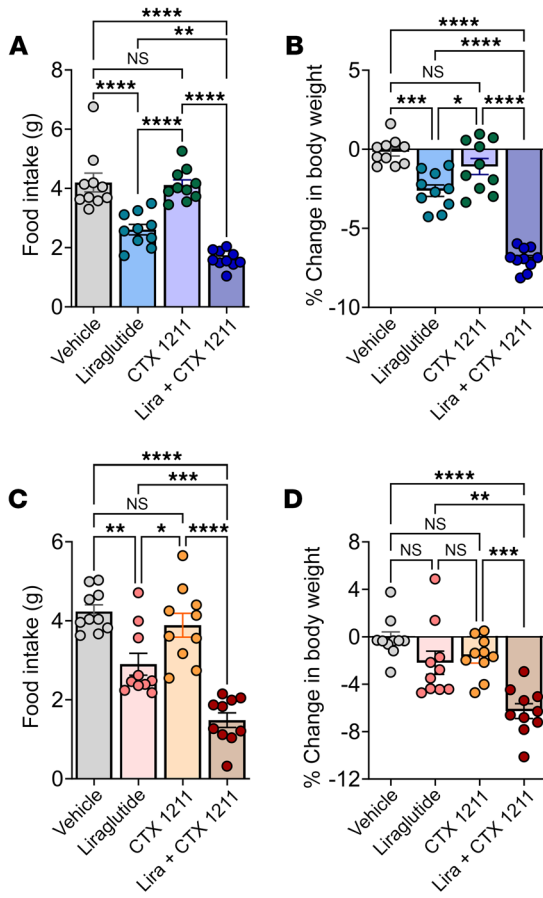 A
****
**
NS
****
****
****
Food intake (g)
8
6
4
2
0
Vehicle
Liraglutide
CTX 1211
Lira + CTX 1211
B
****
****
NS
***
*
****
% Change in body weight
5
0
-5
-10
Vehicle
Liraglutide
CTX 1211
Lira + CTX 1211
C
****
***
NS
**
*
****
Food intake (g)
6
4
2
0
Vehicle
Liraglutide
CTX 1211
Lira + CTX 1211
D
****
**
NS
NS
NS
***
% Change in body weight
8
4
0
-4
-8
-12
Vehicle
Liraglutide
CTX 1211
Lira + CTX 1211